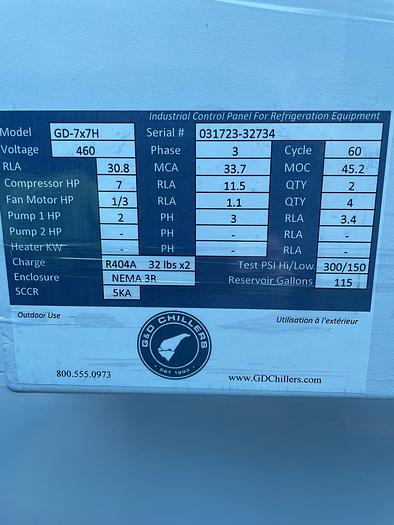 Industrial Control Panel For Refrigeration Equipment
Model GD-7x7H Serial # 031723-32734
Voltage 460 Phase 3 Cycle 60
RLA 30.8 MCA 33.7 MOC 45.2
Compressor HP 7 RLA 11.5 QTY 2
Fan Motor HP 1/3 RLA 1.1 QTY 4
Pump 1 HP 2 PH 3 RLA 3.4
Pump 2 HP - PH - RLA -
Heater KW - PH - RLA -
Charge R404A 32 lbs x2 Test PSI Hi/Low 300/150
Enclosure NEMA 3R Reservoir Gallons 115
SCCR 5KA
Outdoor Use Utilisation à l'extérieur
G&D CHILLERS
EST 1993
800.555.0973 www.GDChillers.com